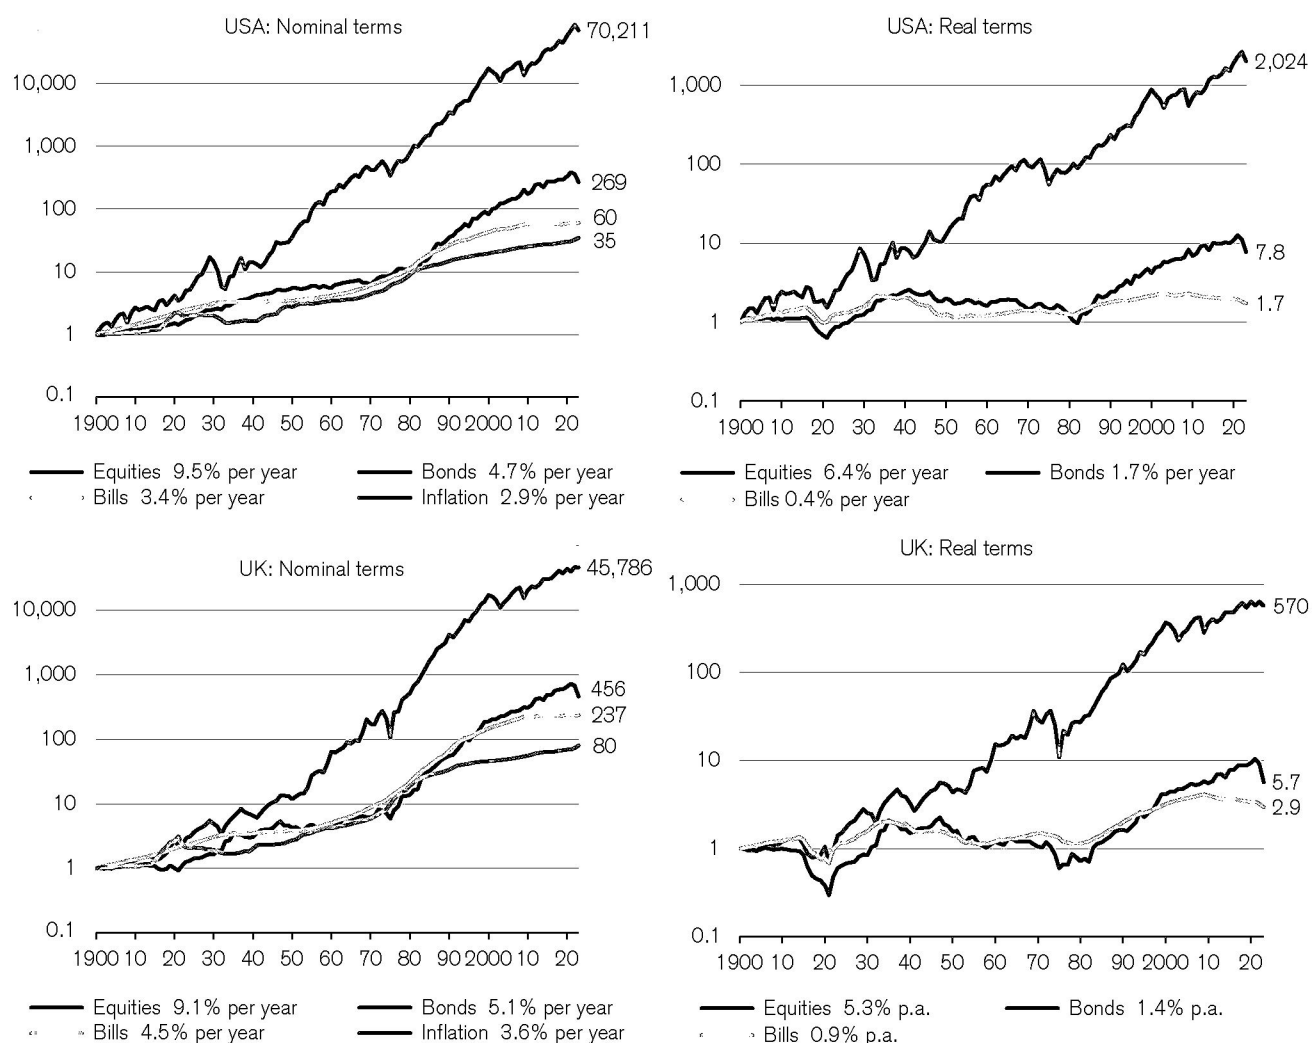 USA: Nominal terms
70,211
10,000
1,000
269
100
60
35
10
1
0.1
1900 10 20 30 40 50 60 70 80 90 2000 10 20
Equities 9.5% per year
Bonds 4.7% per year
Bills 3.4% per year
Inflation 2.9% per year
USA: Real terms
2,024
1,000
100
10
7.8
1.7
1
0.1
1900 10 20 30 40 50 60 70 80 90 2000 10 20
Equities 6.4% per year
Bonds 1.7% per year
Bills 0.4% per year
UK: Nominal terms
45,786
10,000
1,000
456
237
100
80
10
1
0.1
1900 10 20 30 40 50 60 70 80 90 2000 10 20
Equities 9.1% per year
Bonds 5.1% per year
Bills 4.5% per year
Inflation 3.6% per year
UK: Real terms
1,000
570
100
10
5.7
2.9
1
0.1
1900 10 20 30 40 50 60 70 80 90 2000 10 20
Equities 5.3% p.a.
Bonds 1.4% p.a.
Bills 0.9% p.a.